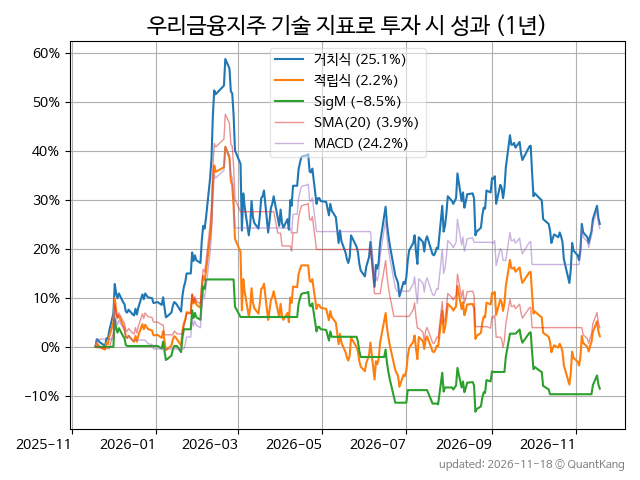 우리금융지주 기술 지표로 투자 시 성과 (1년)
거치식 (25.1%)
적립식 (2.2%)
SigM (−8.5%)
SMA(20) (3.9%)
MACD (24.2%)
60%
50%
40%
30%
20%
10%
0%
−10%
2025-11 2026-01 2026-03 2026-05 2026-07 2026-09 2026-11
updated: 2026-11-18 © QuantKang